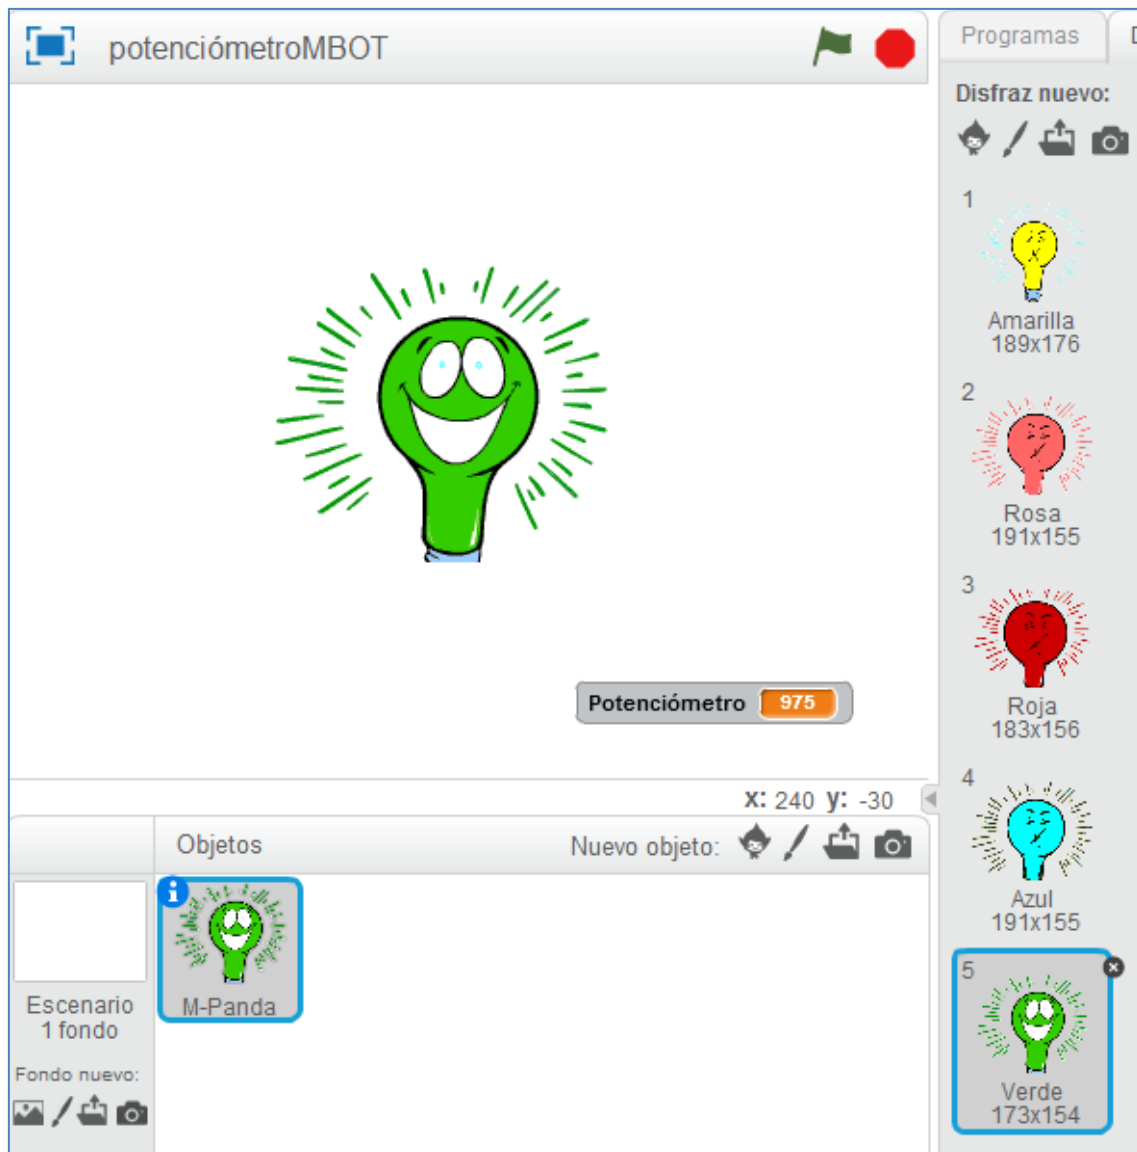 potenciómetroMBOT
Potenciómetro 975
x: 240 y: -30
Objetos
Nuevo objeto:
Escenario
1 fondo
Fondo nuevo:
M-Panda
Programas
D
Disfraz nuevo:
1
Amarilla
189x176
2
Rosa
191x155
3
Roja
183x156
4
Azul
191x155
5
Verde
173x154